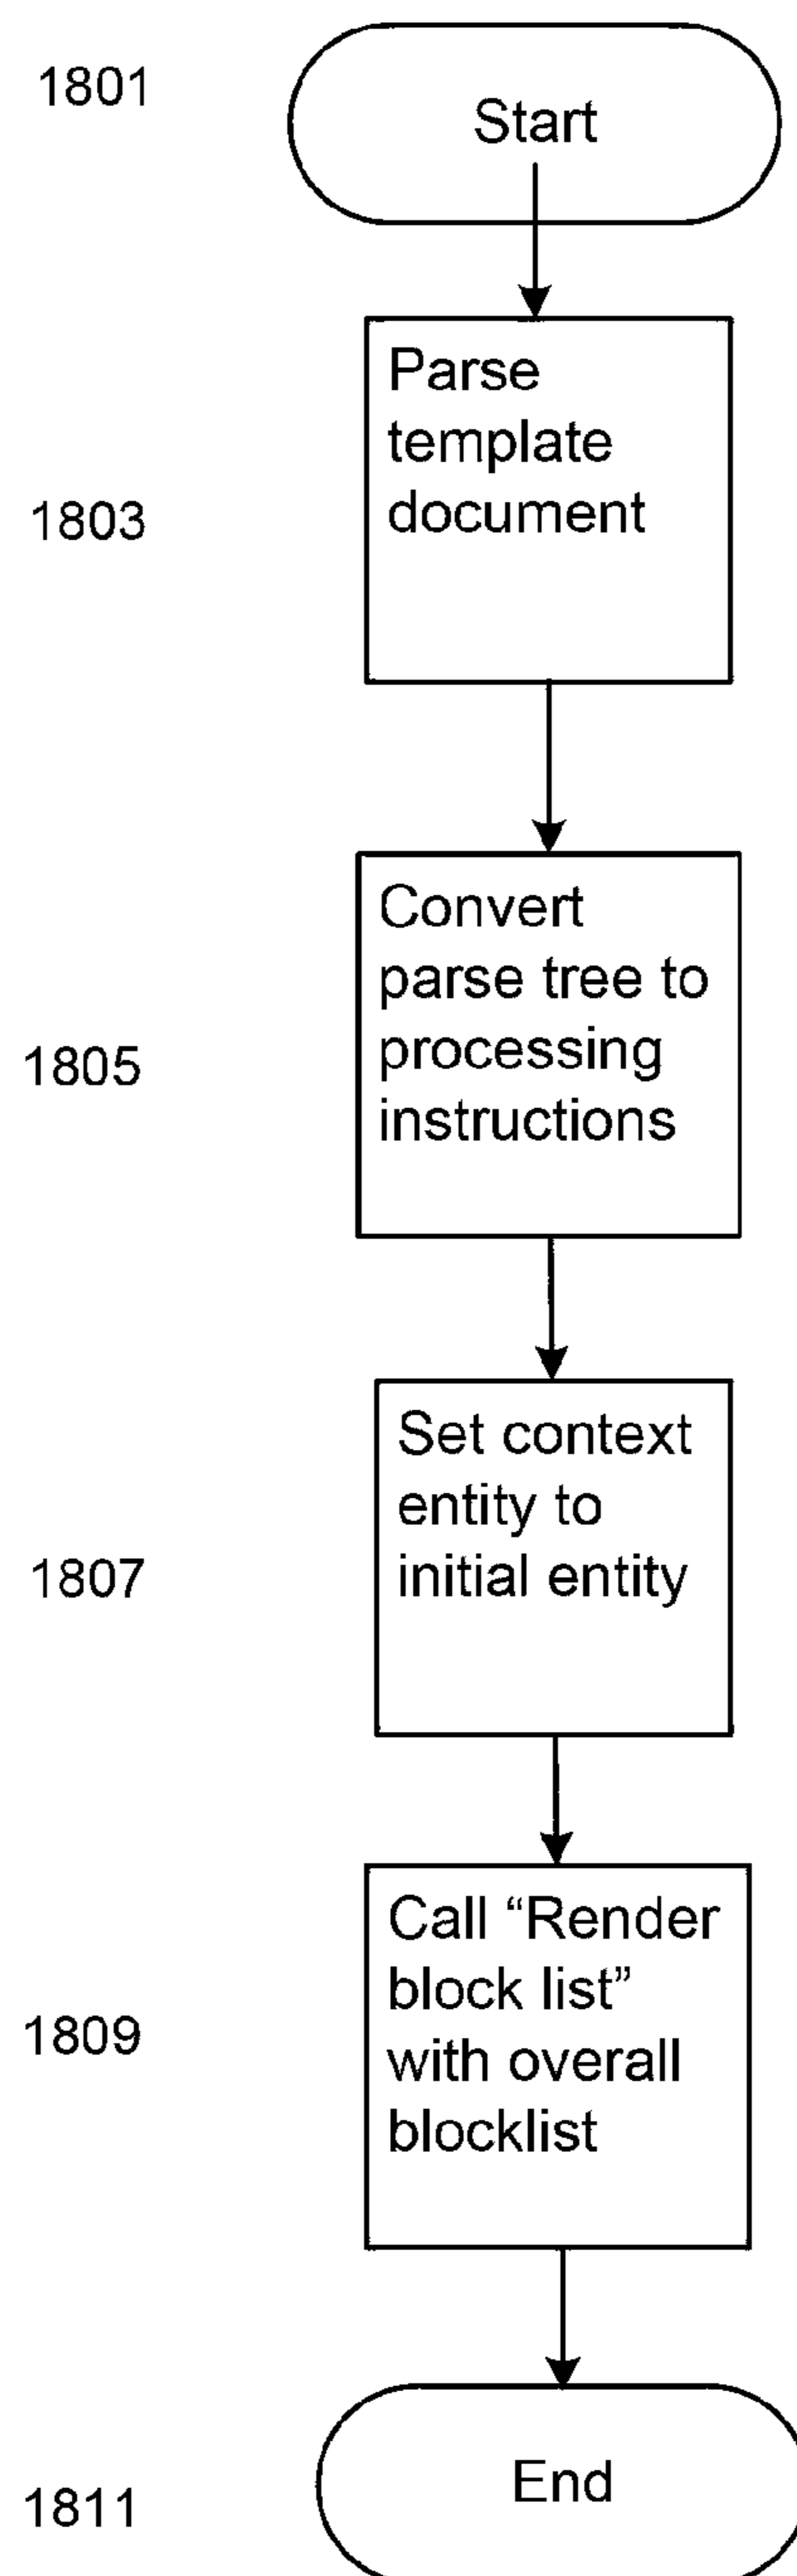 1801
Start
Parse
template
document
1803
Convert
parse tree to
processing
instructions
1805
Set context
entity to
initial entity
1807
Call “Render
block list”
with overall
blocklist
1809
End
1811